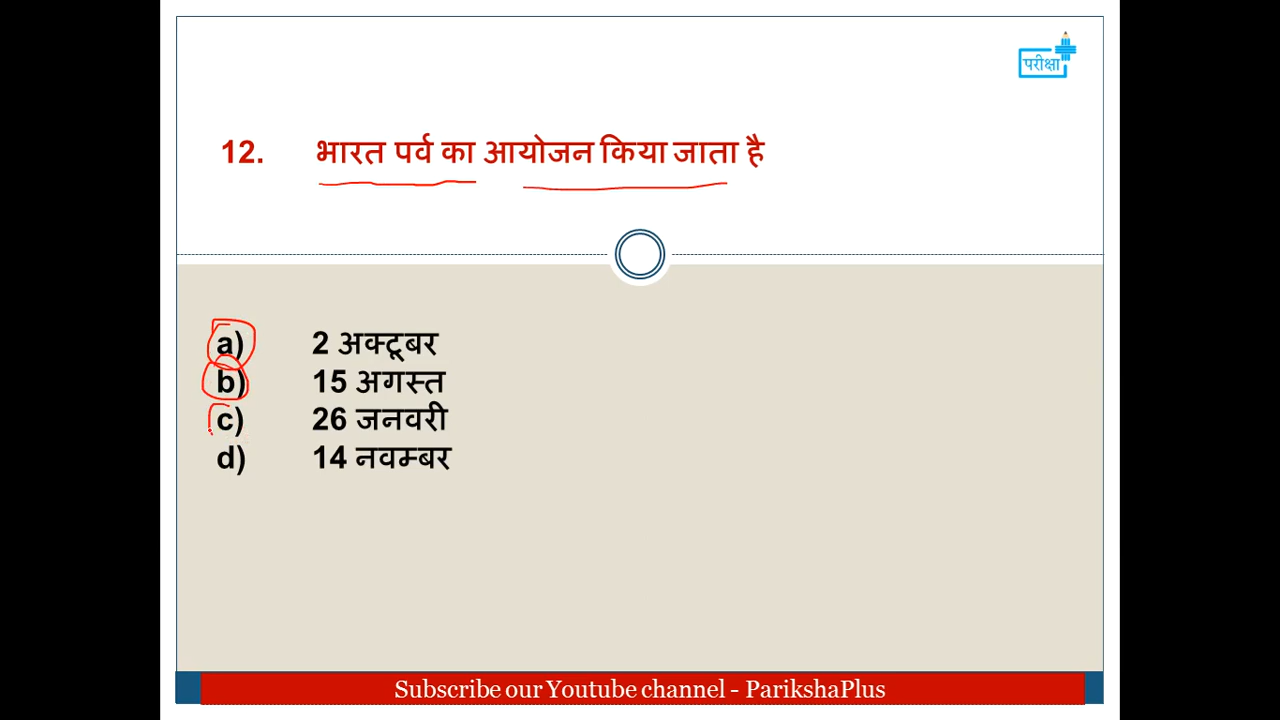 परीक्षा
12. भारत पर्व का आयोजन किया जाता है
a) 2 अक्टूबर
b) 15 अगस्त
c) 26 जनवरी
d) 14 नवम्बर
Subscribe our Youtube channel - ParikshaPlus